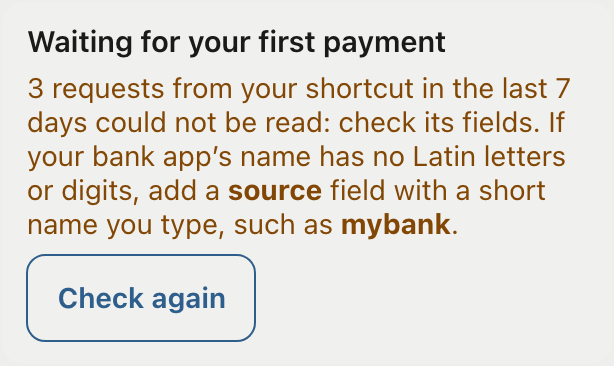 Waiting for your first payment
3 requests from your shortcut in the last 7
days could not be read: check its fields. If
your bank app’s name has no Latin letters
or digits, add a source field with a short
name you type, such as mybank.
Check again